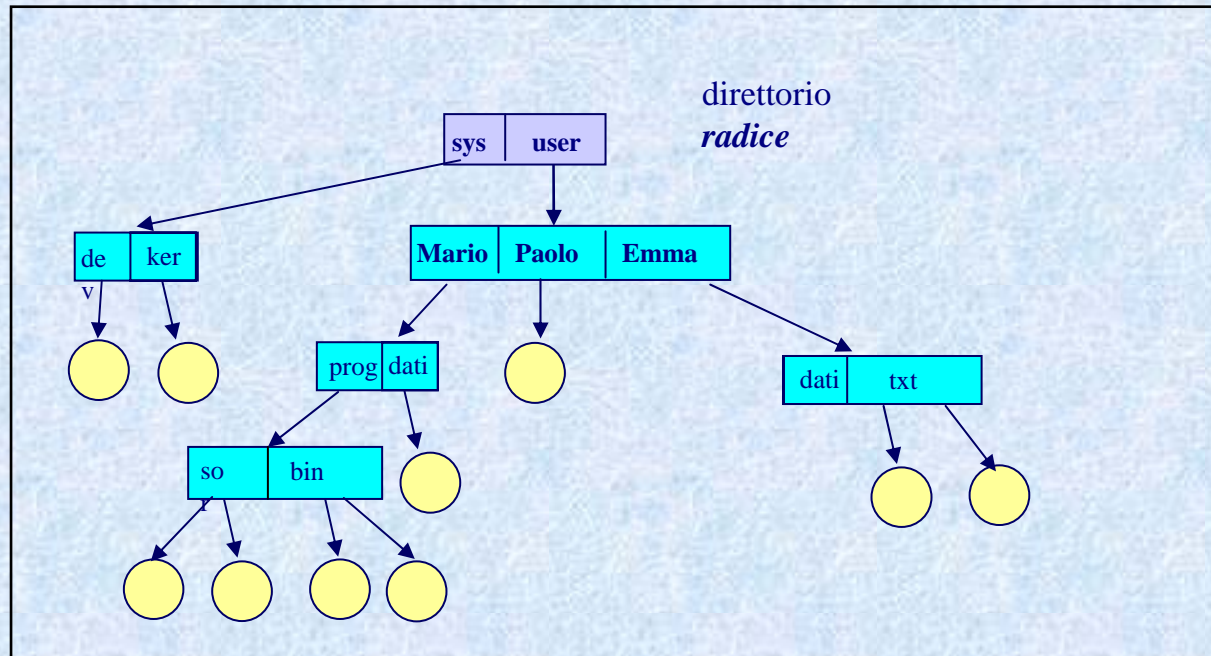 direttorio
radice
sys user
de
v
ker
Mario Paolo Emma
prog dati
dati txt
so
r
bin